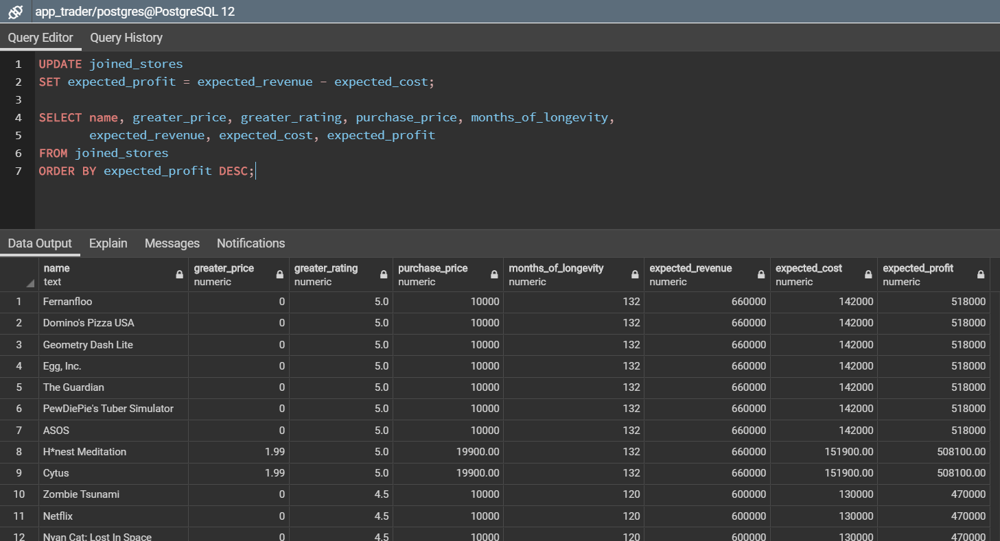 app_trader/postgres@PostgreSQL 12
Query Editor Query History
1 UPDATE joined_stores
2 SET expected_profit = expected_revenue - expected_cost;
3
4 SELECT name, greater_price, greater_rating, purchase_price, months_of_longevity,
5 expected_revenue, expected_cost, expected_profit
6 FROM joined_stores
7 ORDER BY expected_profit DESC;
Data Output Explain Messages Notifications
name greater_price greater_rating purchase_price months_of_longevity expected_revenue expected_cost expected_profit
text numeric numeric numeric numeric numeric numeric numeric
1 Fernanfloo 0 5.0 10000 132 660000 142000 518000
2 Domino's Pizza USA 0 5.0 10000 132 660000 142000 518000
3 Geometry Dash Lite 0 5.0 10000 132 660000 142000 518000
4 Egg, Inc. 0 5.0 10000 132 660000 142000 518000
5 The Guardian 0 5.0 10000 132 660000 142000 518000
6 PewDiePie's Tuber Simulator 0 5.0 10000 132 660000 142000 518000
7 ASOS 0 5.0 10000 132 660000 142000 518000
8 H*nest Meditation 1.99 5.0 19900.00 132 660000 151900.00 508100.00
9 Cytus 1.99 5.0 19900.00 132 660000 151900.00 508100.00
10 Zombie Tsunami 0 4.5 10000 120 600000 130000 470000
11 Netflix 0 4.5 10000 120 600000 130000 470000
12 Nyan Cat: Lost In Space 0 4.5 10000 120 600000 130000 470000